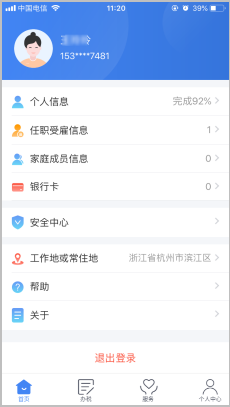 中国电信
11:20
39%
153****7481
个人信息 完成92%
任职受雇信息 1
家庭成员信息 0
银行卡 0
安全中心
工作地或常住地 浙江省杭州市滨江区
帮助
关于
退出登录
首页 办税 服务 个人中心